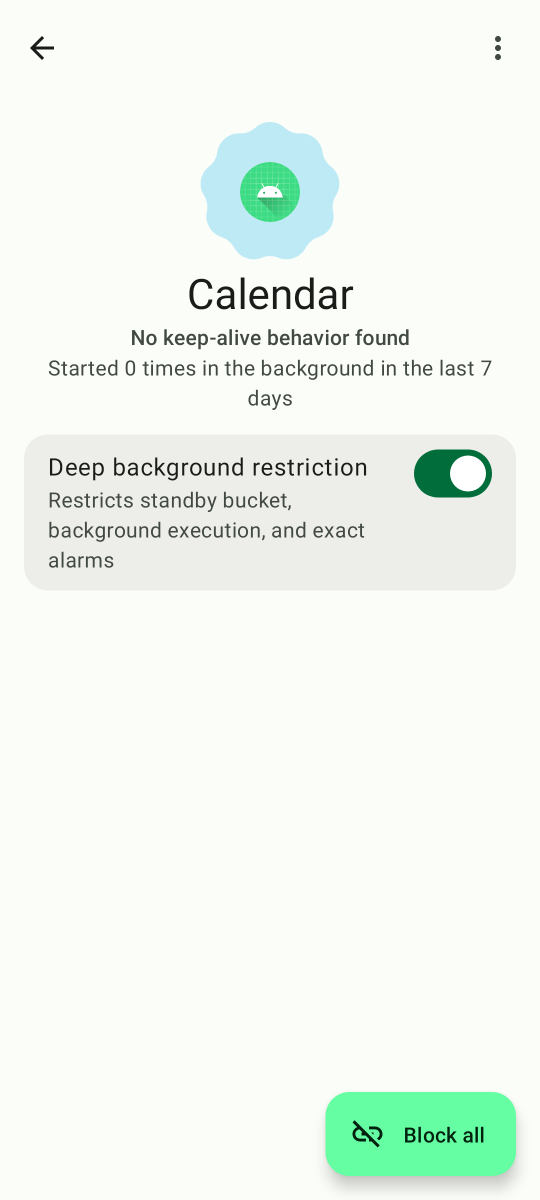 Calendar
No keep-alive behavior found
Started 0 times in the background in the last 7
days
Deep background restriction
Restricts standby bucket,
background execution, and exact
alarms
Block all